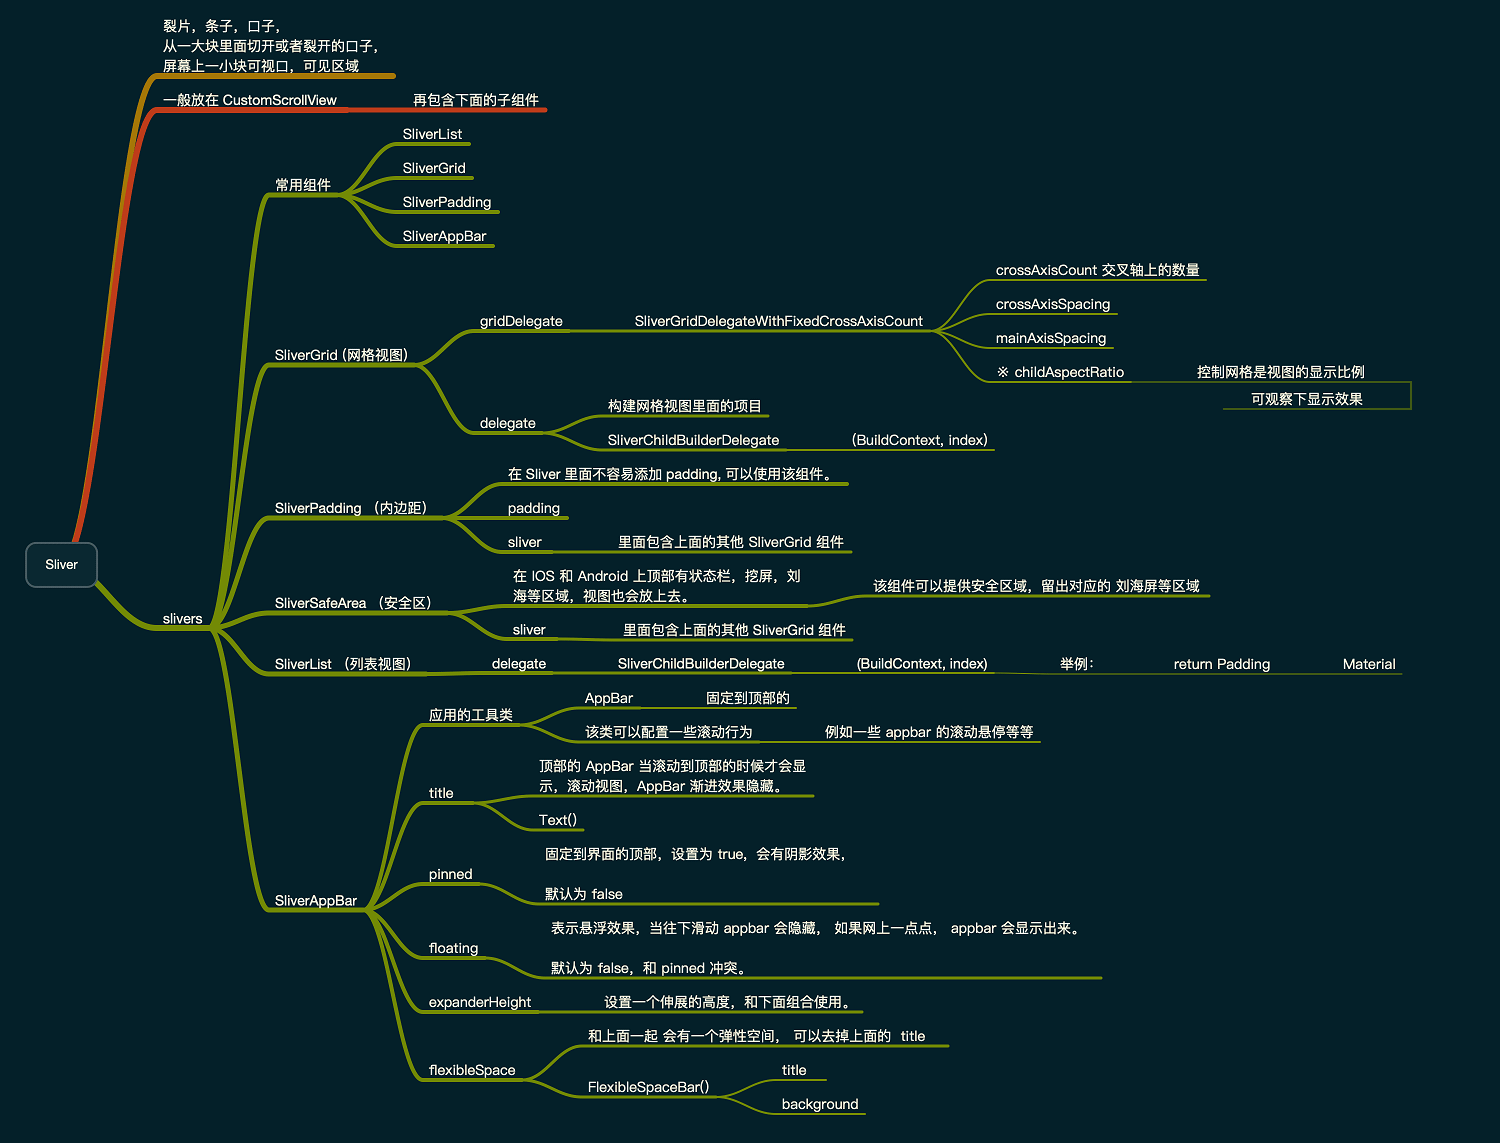 裂片，条子，口子，
从一大块里面切开或者裂开的口子，
屏幕上一小块可视口，可见区域
一般放在 CustomScrollView
再包含下面的子组件
Sliver
slivers
常用组件
SliverList
SliverGrid
SliverPadding
SliverAppBar
SliverGrid (网格视图)
gridDelegate
SliverGridDelegateWithFixedCrossAxisCount
crossAxisCount 交叉轴上的数量
crossAxisSpacing
mainAxisSpacing
※ childAspectRatio
控制网格是视图的显示比例
可观察下显示效果
delegate
构建网格视图里面的项目
SliverChildBuilderDelegate
(BuildContext, index)
SliverPadding （内边距）
在 Sliver 里面不容易添加 padding, 可以使用该组件。
padding
sliver
里面包含上面的其他 SliverGrid 组件
SliverSafeArea （安全区）
在 IOS 和 Android 上顶部有状态栏，挖屏，刘
海等区域，视图也会放上去。
该组件可以提供安全区域，留出对应的 刘海屏等区域
sliver
里面包含上面的其他 SliverGrid 组件
SliverList （列表视图）
delegate
SliverChildBuilderDelegate
(BuildContext, index)
举例：
return Padding
Material
SliverAppBar
应用的工具类
AppBar
固定到顶部的
该类可以配置一些滚动行为
例如一些 appbar 的滚动悬停等等
title
顶部的 AppBar 当滚动到顶部的时候才会显
示，滚动视图，AppBar 渐进效果隐藏。
Text()
pinned
固定到界面的顶部，设置为 true，会有阴影效果，
默认为 false
floating
表示悬浮效果，当往下滑动 appbar 会隐藏， 如果网上一点点， appbar 会显示出来。
默认为 false，和 pinned 冲突。
expanderHeight
设置一个伸展的高度，和下面组合使用。
flexibleSpace
和上面一起 会有一个弹性空间， 可以去掉上面的 title
FlexibleSpaceBar()
title
background